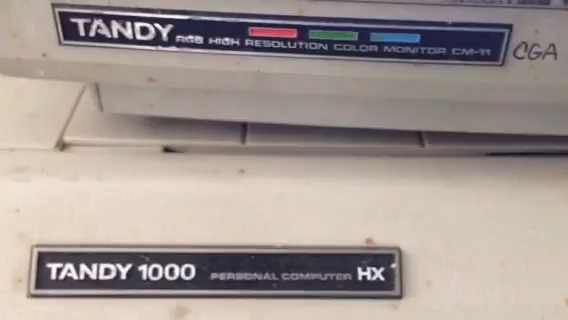 TANDY RGB HIGH RESOLUTION COLOR MONITOR CM-11 CGA
TANDY 1000 PERSONAL COMPUTER HX